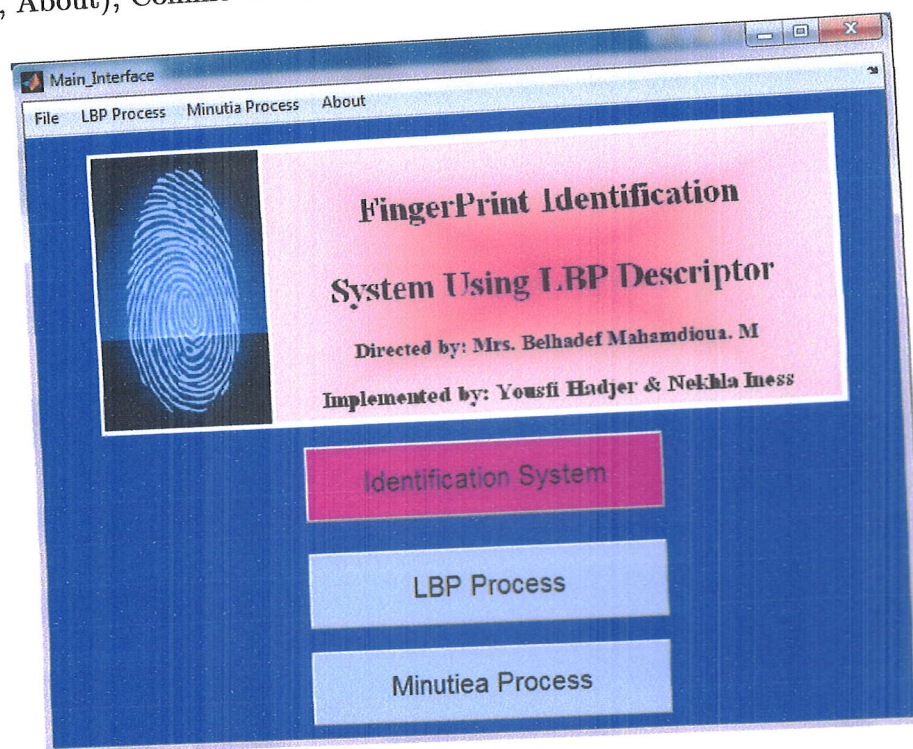 , About), Comm
Main_Interface
File LBP Process Minutia Process About
FingerPrint Identification
System Using LBP Descriptor
Directed by: Mrs. Belhadef Mahamdioua. M
Implemented by: Yousfi Hadjer & Nekhla Iness
Identification System
LBP Process
Minutiea Process